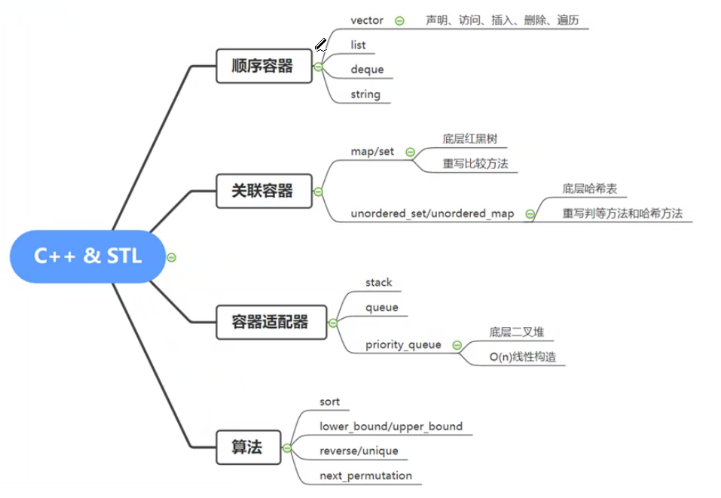 C++ & STL
顺序容器
vector
声明、访问、插入、删除、遍历
list
deque
string
关联容器
map/set
底层红黑树
重写比较方法
unordered_set/unordered_map
底层哈希表
重写判等方法和哈希方法
容器适配器
stack
queue
priority_queue
底层二叉堆
O(n)线性构造
算法
sort
lower_bound/upper_bound
reverse/unique
next_permutation